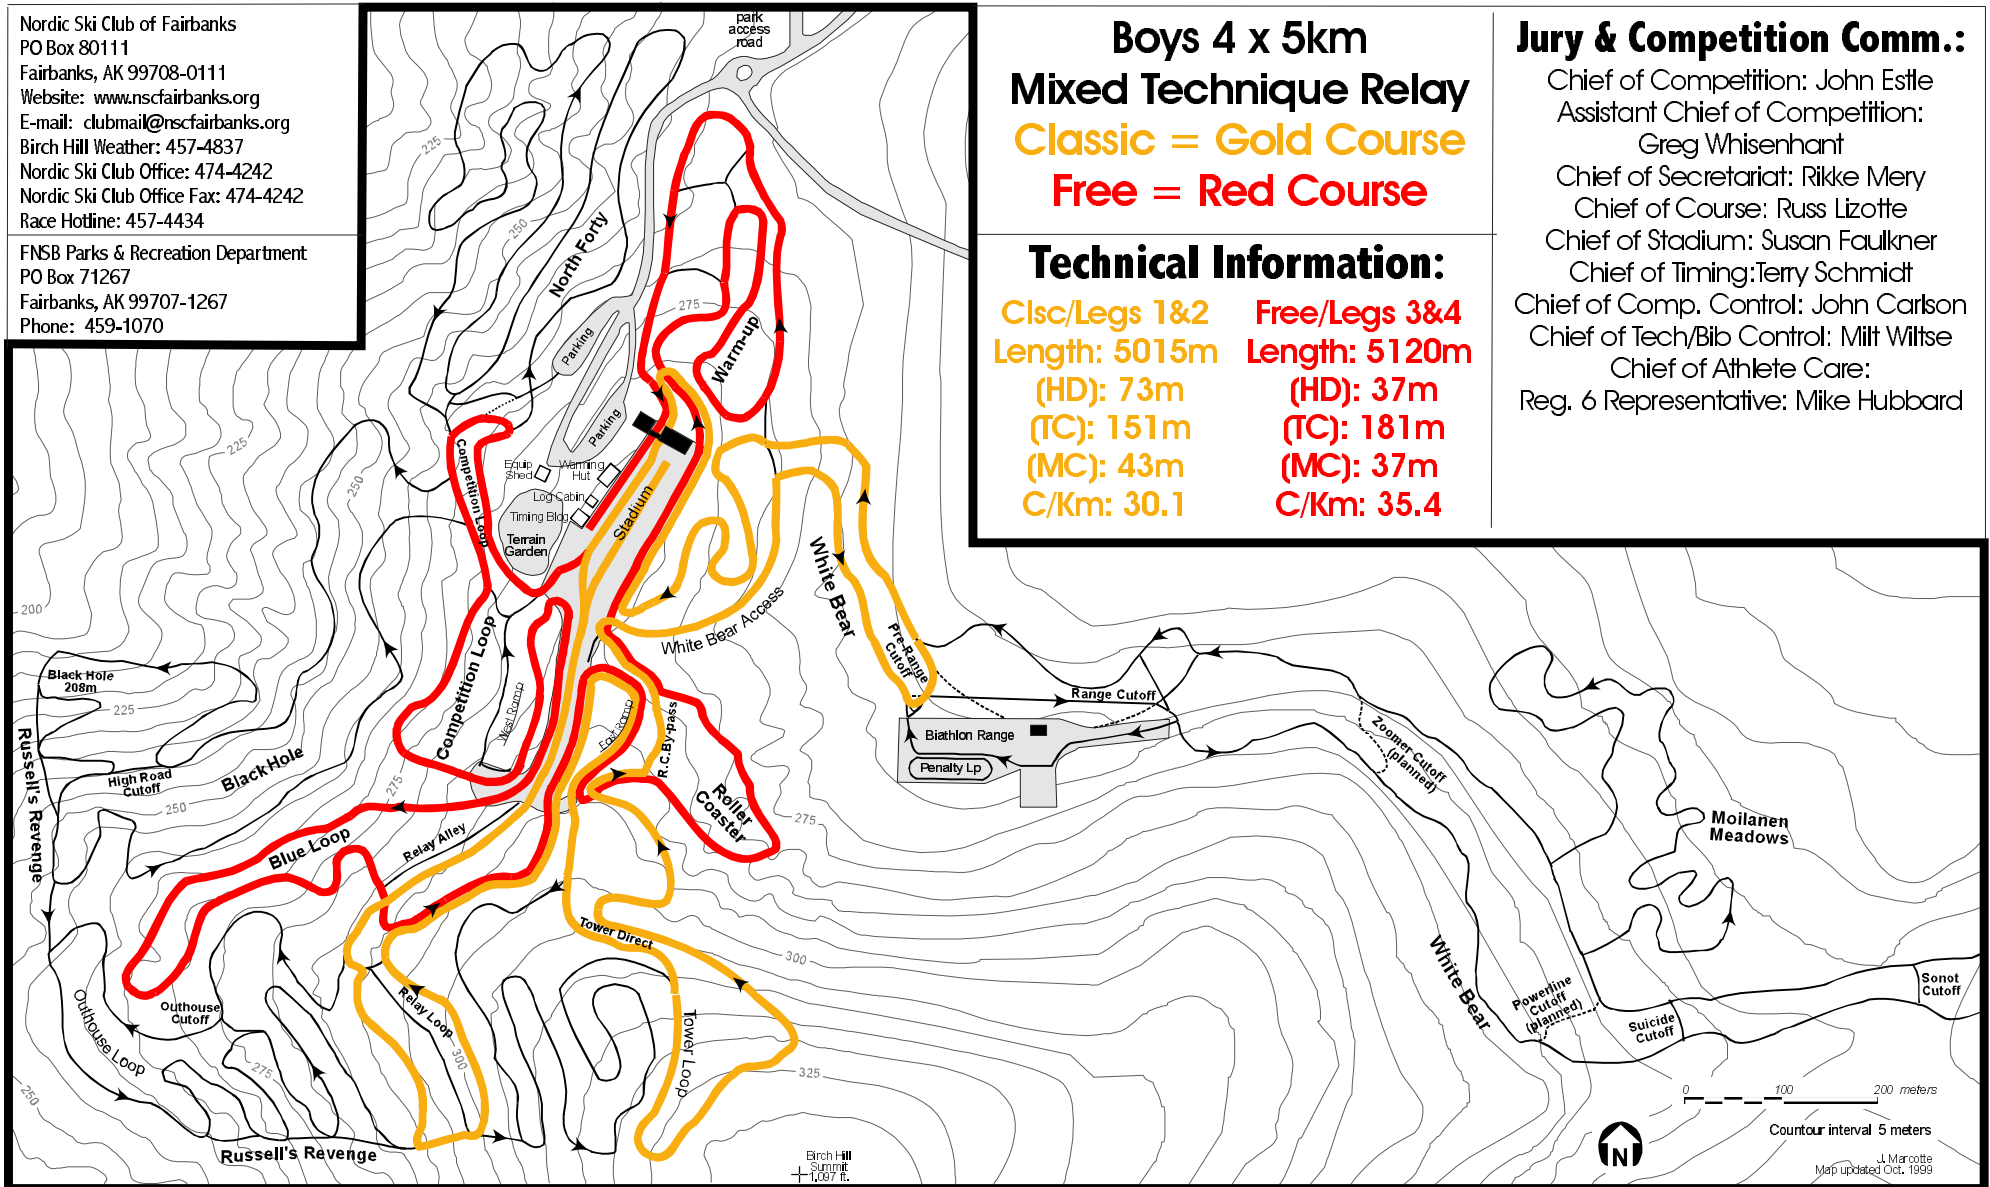 Nordic Ski Club of Fairbanks
PO Box 80111
Fairbanks, AK 99708-0111
Website:  www.nscfairbanks.org
E-mail:  clubmail@nscfairbanks.org
Birch Hill Weather: 457-4837
Nordic Ski Club Office: 474-4242
Nordic Ski Club Office Fax: 474-4242
Race Hotline: 457-4434
FNSB Parks & Recreation Department
PO Box 71267
Fairbanks, AK 99707-1267
Phone:  459-1070
Boys 4 x 5km
Mixed Technique Relay
Classic = Gold Course
Free = Red Course
Technical Information:
Clsc/Legs 1&2
Length: 5015m
(HD): 73m
(TC): 151m
(MC): 43m
C/Km: 30.1
Free/Legs 3&4
Length: 5120m
(HD): 37m
(TC): 181m
(MC): 37m
C/Km: 35.4
Jury & Competition Comm.:
Chief of Competition: John Estle
Assistant Chief of Competition:
Greg Whisenhant
Chief of Secretariat: Rikke Mery
Chief of Course: Russ Lizotte
Chief of Stadium: Susan Faulkner
Chief of Timing:Terry Schmidt
Chief of Comp. Control: John Carlson
Chief of Tech/Bib Control: Milt Wiltse
Chief of Athlete Care:
Reg. 6 Representative: Mike Hubbard
park
access
road
225
250
North Forty
275
Parking
Warm-up
Parking
225
250
Competition Loop
Equip
Shed
Warming
Hut
Log Cabin
Timing Bldg
Stadium
Terrain
Garden
200
White Bear
White Bear Access
Pre-Range
Cutoff
Black Hole
208m
225
Competition Loop
West Ramp
East Ramp
R.C.By-pass
Range Cutoff
Biathlon Range
Penalty Lp
Zoomer Cutoff
(planned)
Russell's Revenge
High Road
Cutoff
Black Hole
250
275
Roller
Coaster
275
Moilanen
Meadows
Blue Loop
Relay Alley
Tower Direct
300
White Bear
Sonot
Cutoff
Powerline
Cutoff
(planned)
Suicide
Cutoff
Outhouse Loop
Outhouse
Cutoff
Relay Loop
300
275
250
Tower Loop
325
0
100
200 meters
Countour interval 5 meters
N
Russell's Revenge
Birch Hill
Summit
1,097 ft.
J. Marcotte
Map updated Oct. 1999